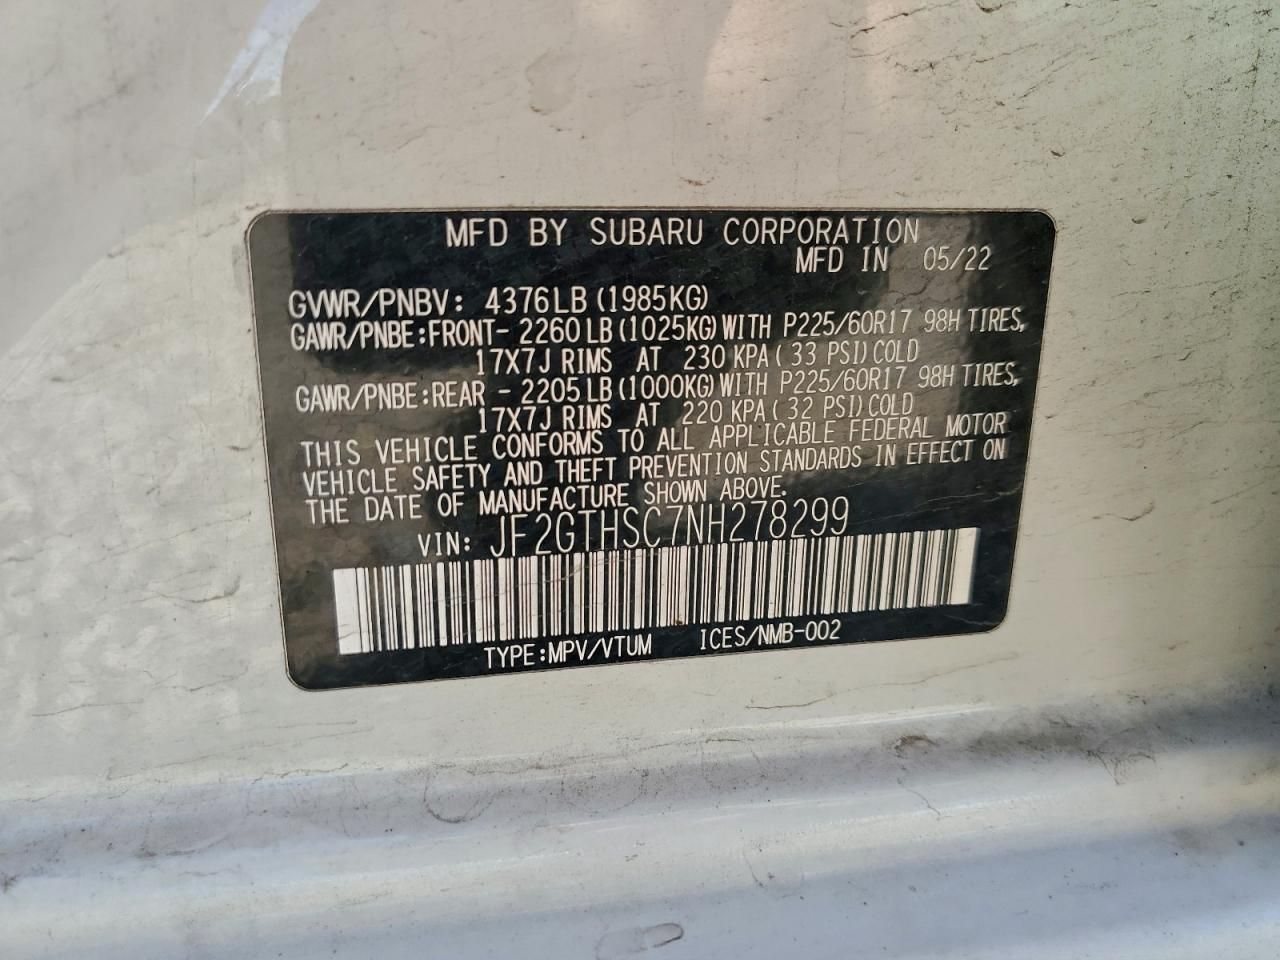 MFD BY SUBARU CORPORATION
MFD IN 05/22
GVWR/PNBV: 4376LB (1985KG)
GAWR/PNBE:FRONT- 2260LB (1025KG) WITH P225/60R17 98H TIRES,
17X7J RIMS AT 230 KPA (33 PSI) COLD
GAWR/PNBE:REAR - 2205LB (1000KG) WITH P225/60R17 98H TIRES,
17X7J RIMS AT 220 KPA (32 PSI) COLD
THIS VEHICLE CONFORMS TO ALL APPLICABLE FEDERAL MOTOR
VEHICLE SAFETY AND THEFT PREVENTION STANDARDS IN EFFECT ON
THE DATE OF MANUFACTURE SHOWN ABOVE.
VIN: JF2GTHSC7NH278299
TYPE:MPV/VTUM ICES/NMB-002